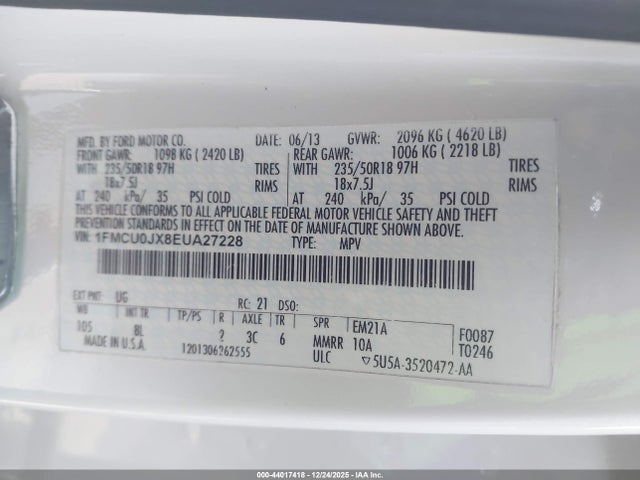 MFD. BY FORD MOTOR CO. DATE: 06/13 GVWR: 2096 KG ( 4620 LB)
FRONT GAWR: 1098 KG ( 2420 LB) REAR GAWR: 1006 KG ( 2218 LB)
WITH 235/50R18 97H TIRES WITH 235/50R18 97H TIRES
18x7.5J RIMS 18x7.5J RIMS
AT 240 kPa/ 35 PSI COLD AT 240 kPa/ 35 PSI COLD
THIS VEHICLE CONFORMS TO ALL APPLICABLE FEDERAL MOTOR VEHICLE SAFETY AND THEFT
PREVENTION STANDARDS IN EFFECT ON THE DATE OF MANUFACTURE SHOWN ABOVE.
VIN: 1FMCU0JX8EUA27228 TYPE: MPV
EXT PNT: UG RC: 21 DSO:
WB INT TR TP/PS R AXLE TR SPR EM21A F0087
105 BL 2 3C 6 MMRR 10A T0246
MADE IN U.S.A. 1201306262555 ULC ▽5U5A-3520472-AA
000-44017418 - 12/24/2025 - IAAI.COM